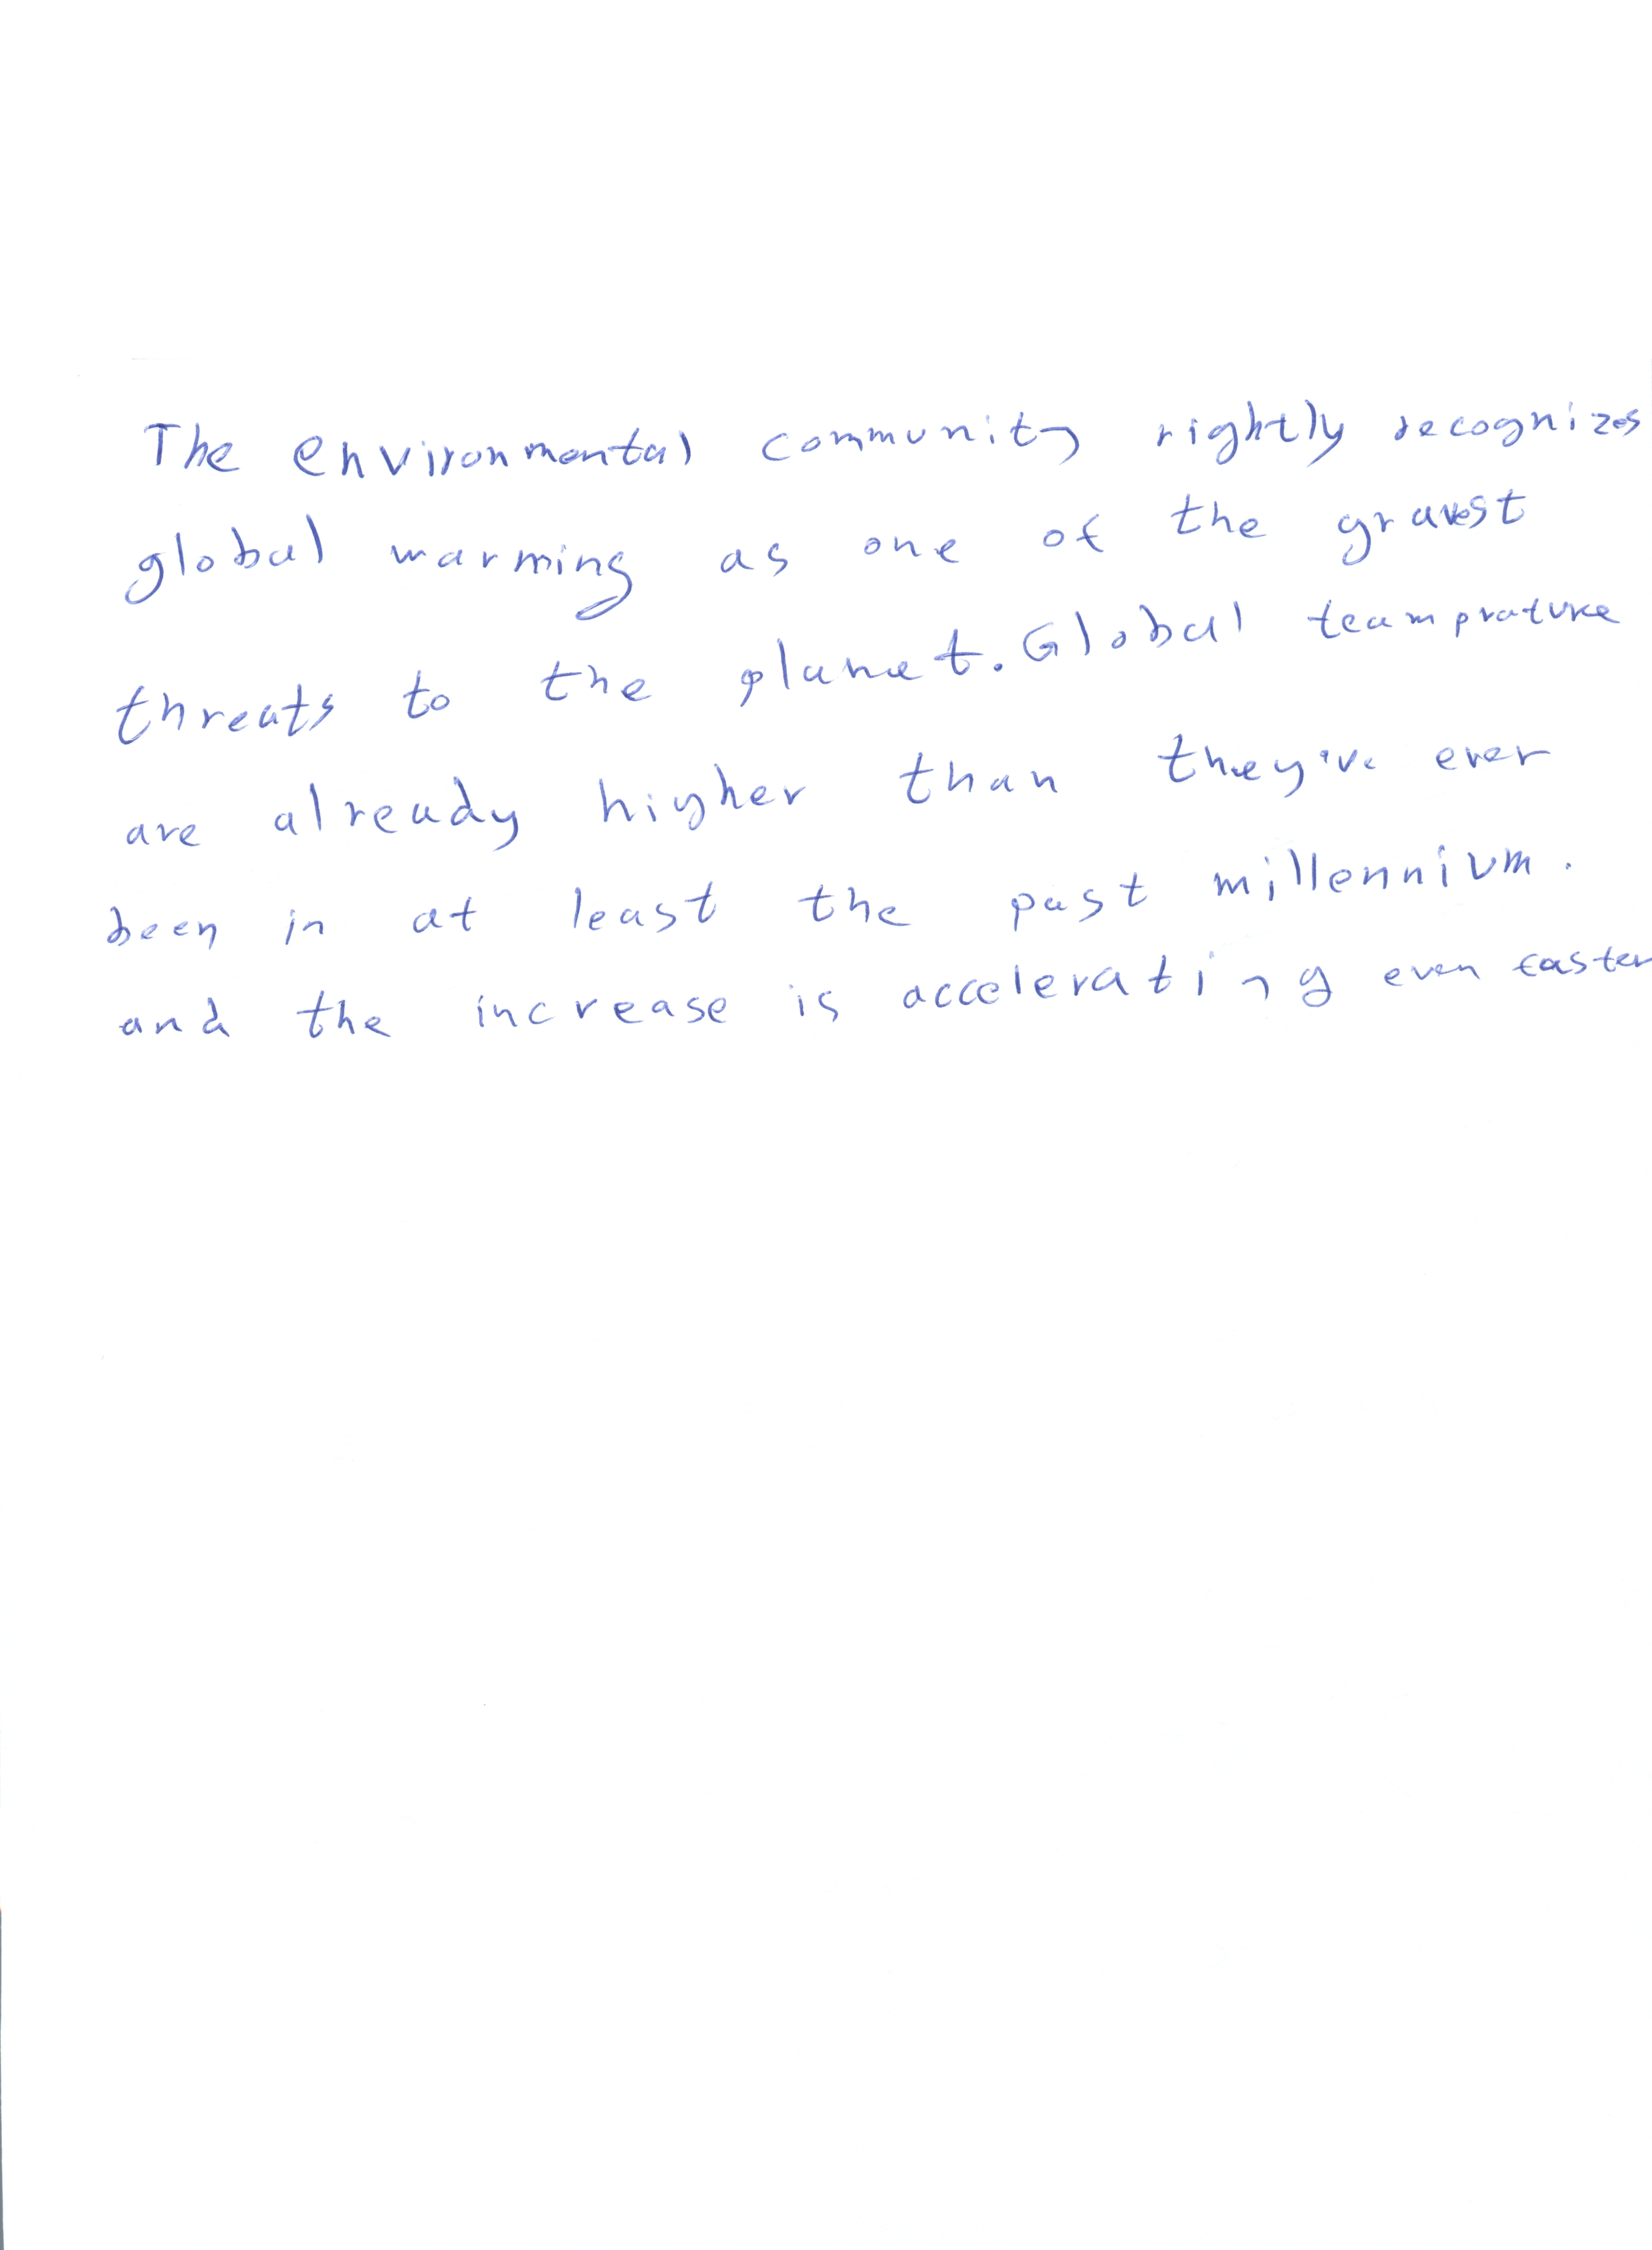 The environmental community rightly recognizes
global warming as one of the gravest
threats to the planet. Global teamprature
are already higher than they've ever
been in at least the past millennium.
and the increase is accelerating even faster